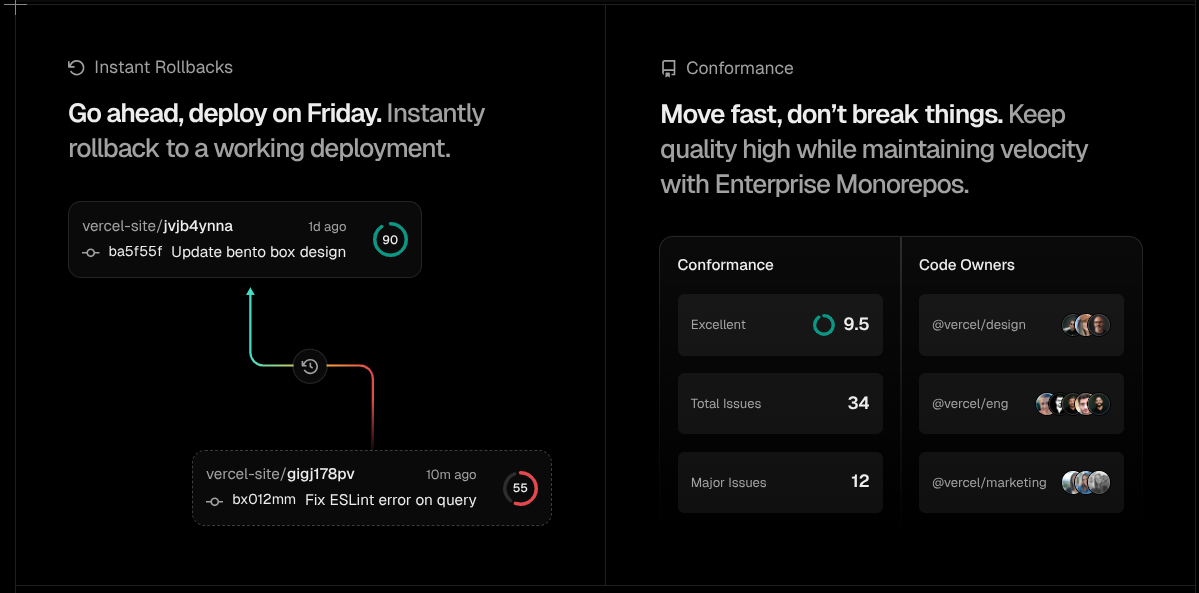 Instant Rollbacks
Go ahead, deploy on Friday. Instantly
rollback to a working deployment.
vercel-site/jvjb4ynna 1d ago
ba5f55f Update bento box design
90
vercel-site/gigj178pv 10m ago
bx012mm Fix ESLint error on query
55
Conformance
Move fast, don’t break things. Keep
quality high while maintaining velocity
with Enterprise Monorepos.
Conformance
Excellent 9.5
Total Issues 34
Major Issues 12
Code Owners
@vercel/design
@vercel/eng
@vercel/marketing